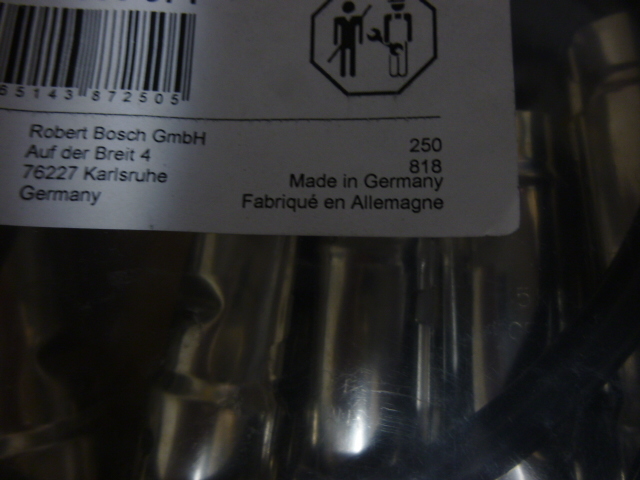 65143 872505
Robert Bosch GmbH
Auf der Breit 4
76227 Karlsruhe
Germany
250
818
Made in Germany
Fabriqué en Allemagne